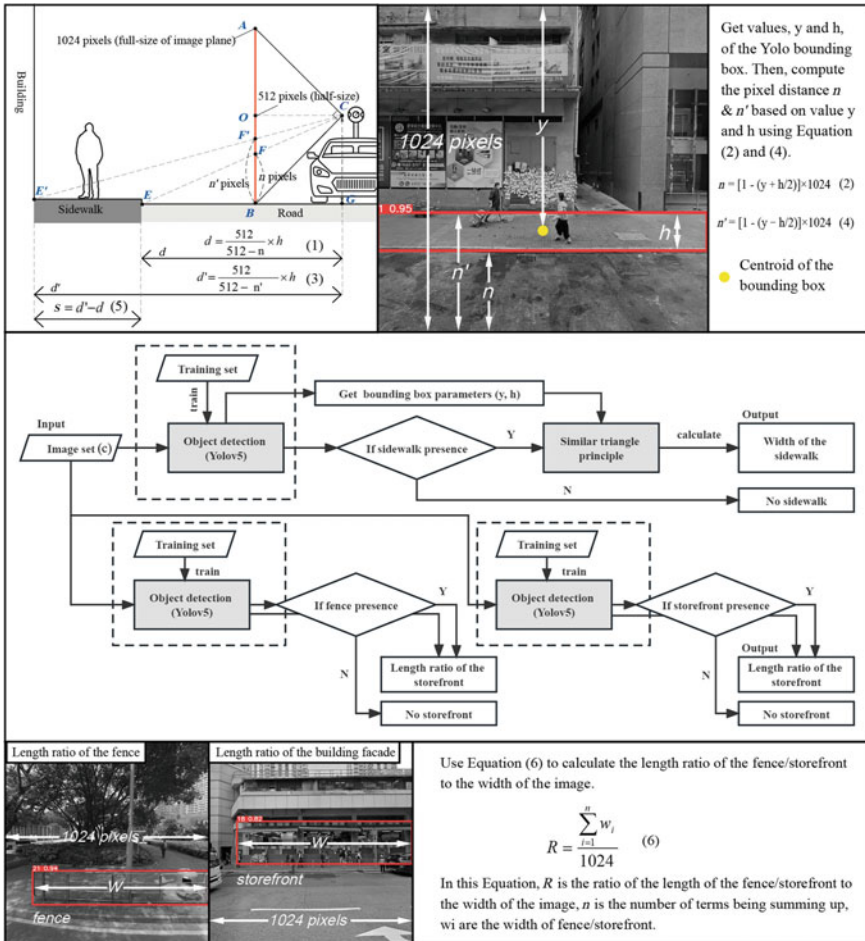 A
1024 pixels (full-size of image plane)
Building
512 pixels (half-size)
O
C
F'
F
n' pixels
n pixels
E'
E
B
G
Sidewalk
Road
d
d = 512 / 512 - n × h (1)
d' = 512 / 512 - n' × h (3)
d'
s = d'-d (5)
1024 pixels
y
1 0.95
h
n'
n
Get values, y and h,
of the Yolo bounding
box. Then, compute
the pixel distance n
& n' based on value y
and h using Equation
(2) and (4).
n = [1 - (y + h/2)]×1024 (2)
n' = [1 - (y − h/2)]×1024 (4)
Centroid of the
bounding box
Training set
train
Get bounding box parameters (y, h)
Input
Image set (c)
Object detection
(Yolov5)
If sidewalk presence
Y
Similar triangle
principle
calculate
Output
Width of the
sidewalk
N
No sidewalk
Training set
train
Object detection
(Yolov5)
If fence presence
Y
N
Length ratio of the
storefront
No storefront
Training set
train
Object detection
(Yolov5)
If storefront presence
Y
N
Output
Length ratio of the
storefront
No storefront
Length ratio of the fence
1024 pixels
21 0.94
W
fence
Length ratio of the building facade
18 0.82
W
storefront
1024 pixels
Use Equation (6) to calculate the length ratio of the fence/storefront
to the width of the image.
R = n ∑ i=1 wi / 1024 (6)
In this Equation, R is the ratio of the length of the fence/storefront to
the width of the image, n is the number of terms being summing up,
wi are the width of fence/storefront.